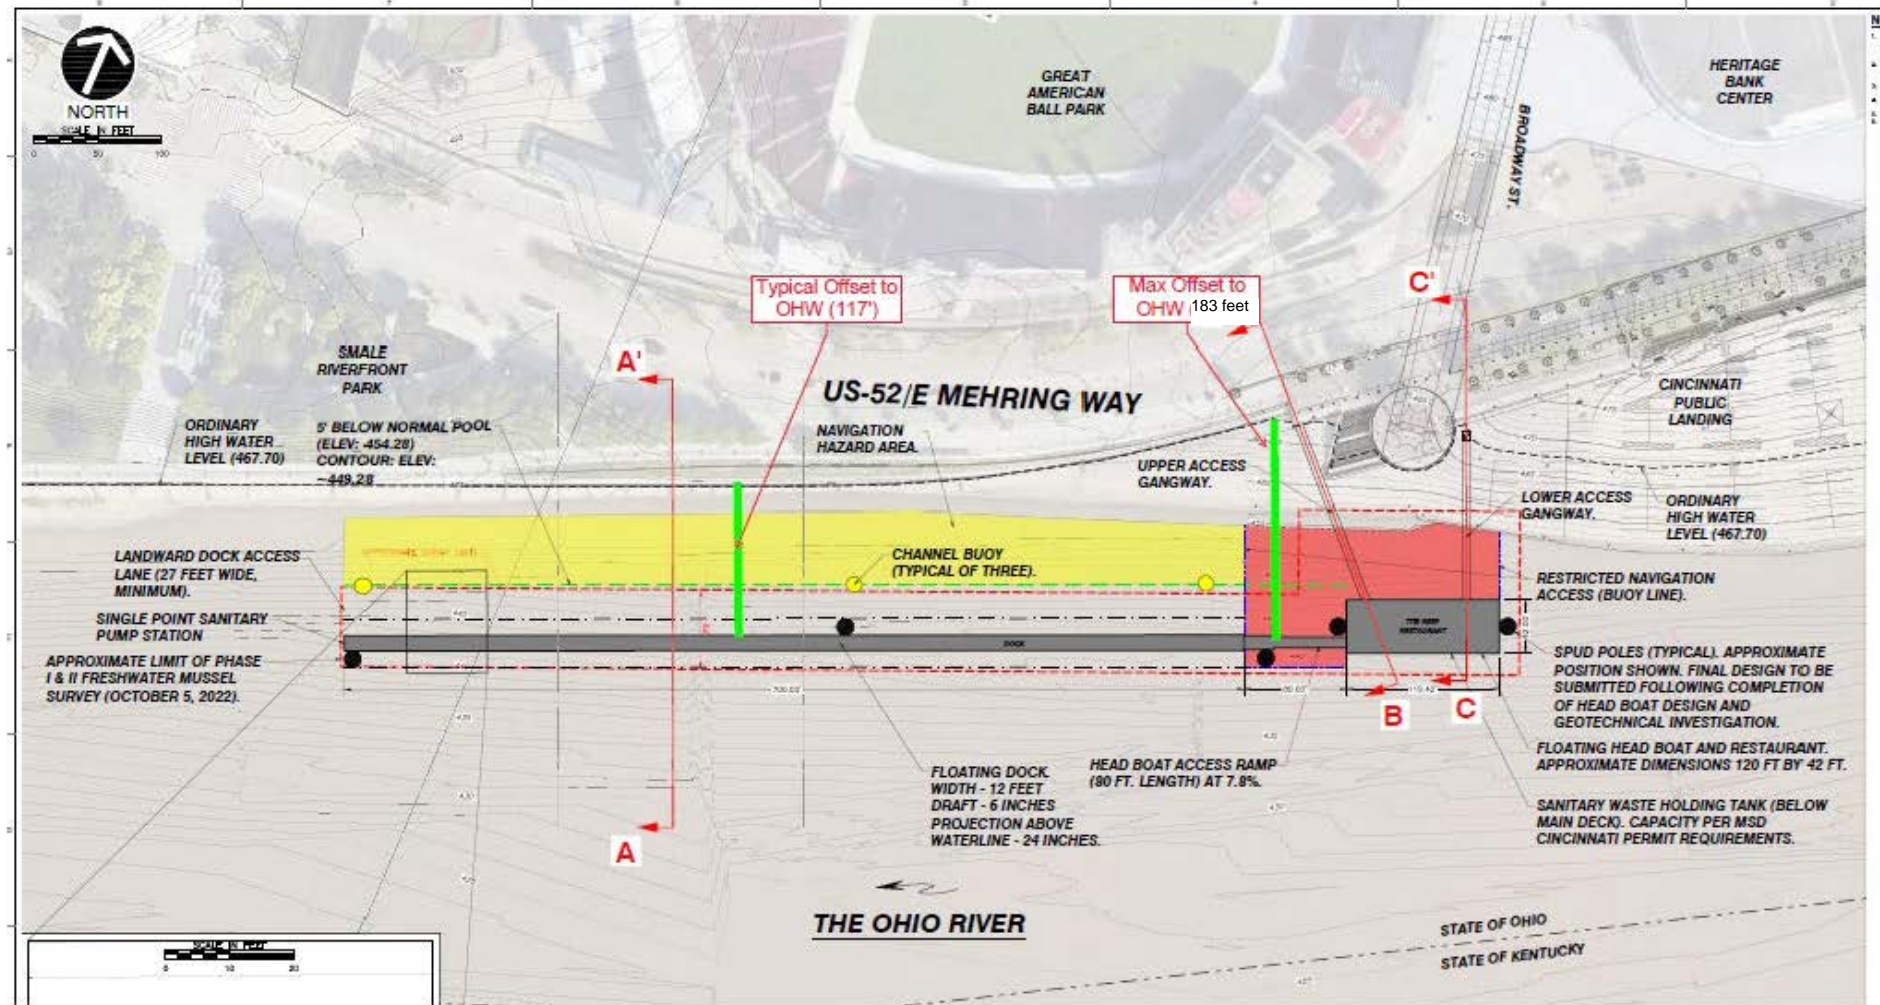 NORTH
SCALE IN FEET
0 50 100
GREAT
AMERICAN
BALL PARK
HERITAGE
BANK
CENTER
BROADWAY ST.
Typical Offset to
OHW (117')
Max Offset to
OHW (183 feet
C'
A'
SMALE
RIVERFRONT
PARK
US-52/E MEHRING WAY
CINCINNATI
PUBLIC
LANDING
ORDINARY
HIGH WATER
LEVEL (467.70)
5' BELOW NORMAL POOL
(ELEV: 454.28)
CONTOUR: ELEV:
~449.28
NAVIGATION
HAZARD AREA.
UPPER ACCESS
GANGWAY.
LOWER ACCESS
GANGWAY.
ORDINARY
HIGH WATER
LEVEL (467.70)
LANDWARD DOCK ACCESS
LANE (27 FEET WIDE,
MINIMUM).
CHANNEL BUOY
(TYPICAL OF THREE).
RESTRICTED NAVIGATION
ACCESS (BUOY LINE).
SINGLE POINT SANITARY
PUMP STATION
DOCK
APPROXIMATE LIMIT OF PHASE
I & II FRESHWATER MUSSEL
SURVEY (OCTOBER 5, 2022).
SPUD POLES (TYPICAL). APPROXIMATE
POSITION SHOWN. FINAL DESIGN TO BE
SUBMITTED FOLLOWING COMPLETION
OF HEAD BOAT DESIGN AND
GEOTECHNICAL INVESTIGATION.
B
C
A
FLOATING DOCK.
WIDTH - 12 FEET
DRAFT - 6 INCHES
PROJECTION ABOVE
WATERLINE - 24 INCHES.
HEAD BOAT ACCESS RAMP
(80 FT. LENGTH) AT 7.8%.
FLOATING HEAD BOAT AND RESTAURANT.
APPROXIMATE DIMENSIONS 120 FT BY 42 FT.
SANITARY WASTE HOLDING TANK (BELOW
MAIN DECK). CAPACITY PER MSD
CINCINNATI PERMIT REQUIREMENTS.
THE OHIO RIVER
STATE OF OHIO
STATE OF KENTUCKY
SCALE IN FEET
0 10 20